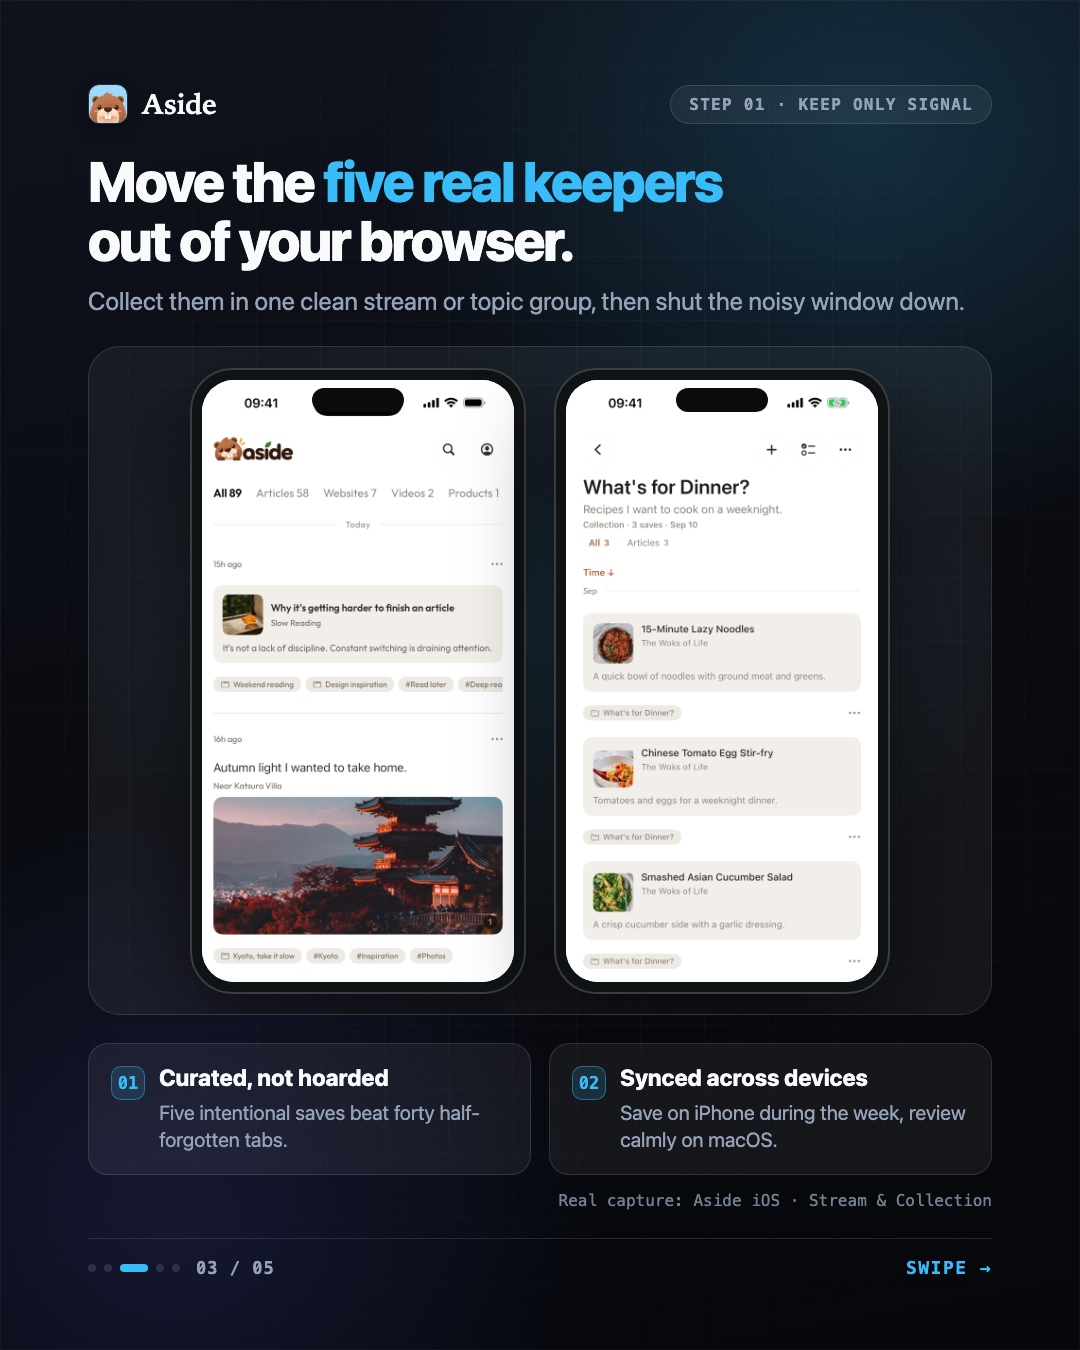 Aside
STEP 01 · KEEP ONLY SIGNAL
Move the five real keepers
out of your browser.
Collect them in one clean stream or topic group, then shut the noisy window down.
09:41
aside
All 89 Articles 58 Websites 7 Videos 2 Products 1
Today
15h ago
Why it's getting harder to finish an article
Slow Reading
It's not a lack of discipline. Constant switching is draining attention.
Weekend reading Design inspiration #Read later #Deep rea
16h ago
Autumn light I wanted to take home.
Near Katsura Villa
1
Kyoto, take it slow #Kyoto #Inspiration #Photos
09:41
What's for Dinner?
Recipes I want to cook on a weeknight.
Collection · 3 saves · Sep 10
All 3 Articles 3
Time ↓
Sep
15-Minute Lazy Noodles
The Woks of Life
A quick bowl of noodles with ground meat and greens.
What's for Dinner?
Chinese Tomato Egg Stir-fry
The Woks of Life
Tomatoes and eggs for a weeknight dinner.
What's for Dinner?
Smashed Asian Cucumber Salad
The Woks of Life
A crisp cucumber side with a garlic dressing.
What's for Dinner?
01 Curated, not hoarded
Five intentional saves beat forty half-
forgotten tabs.
02 Synced across devices
Save on iPhone during the week, review
calmly on macOS.
Real capture: Aside iOS · Stream & Collection
03 / 05
SWIPE →